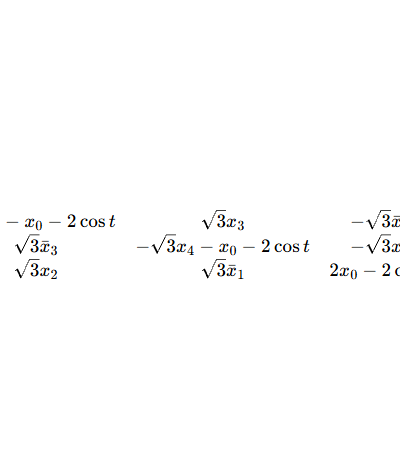 − x₀ − 2 cos t √3x₃ −√3x̄
√3x̄₃ −√3x₄ − x₀ − 2 cos t −√3x
√3x₂ √3x̄₁ 2x₀ − 2 c